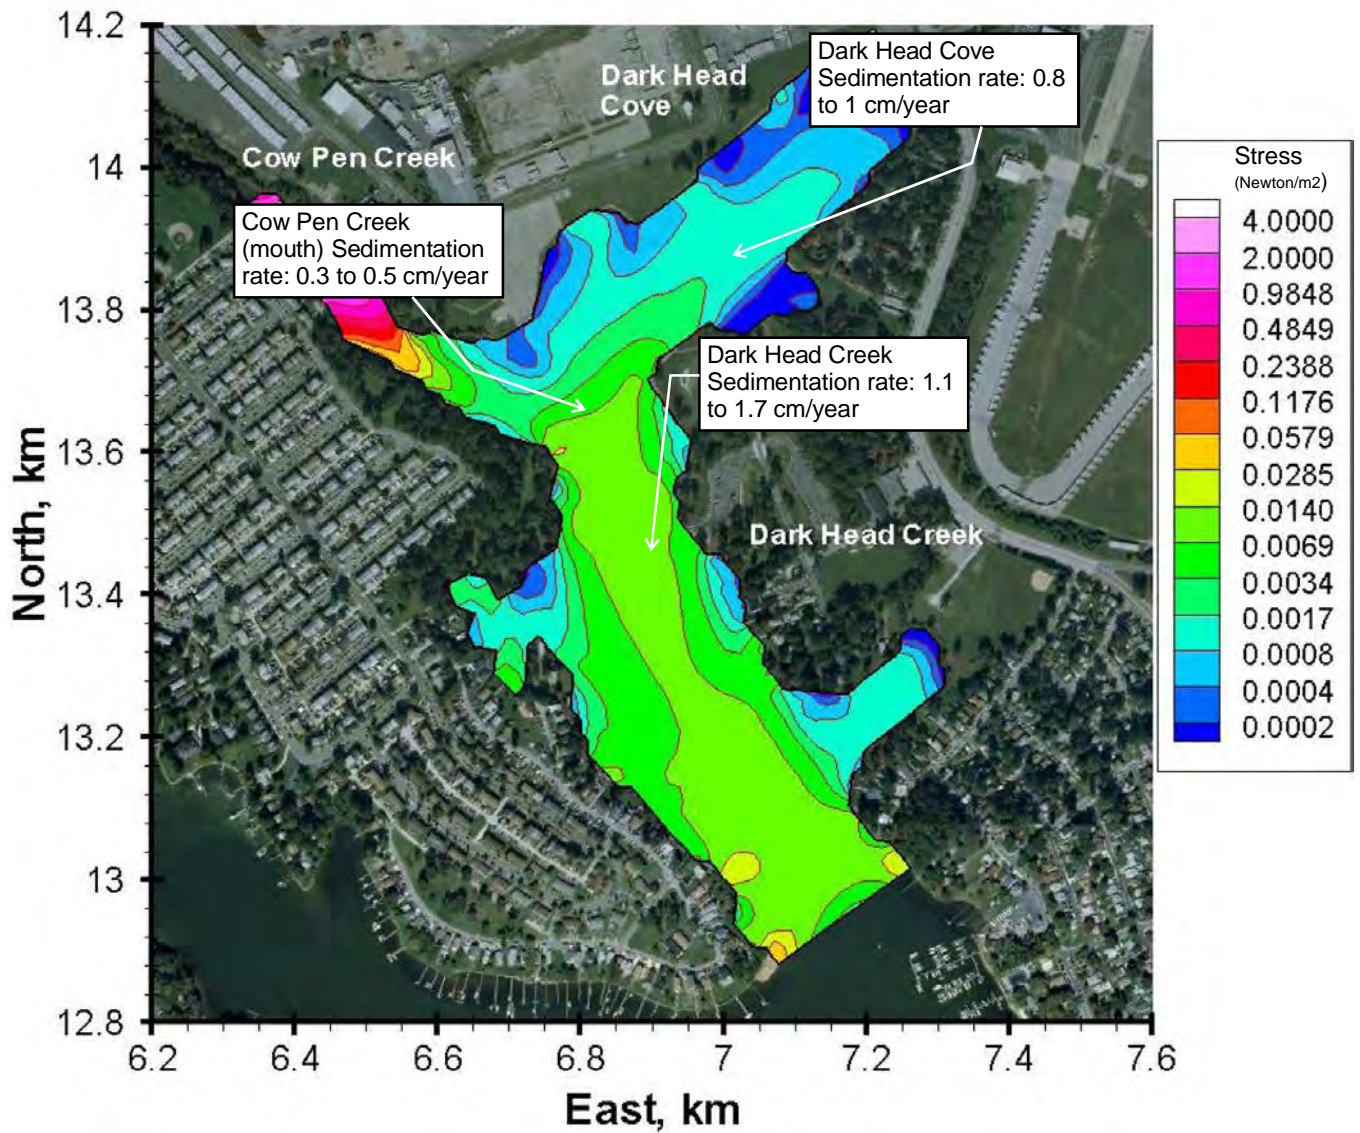 14.2
14
13.8
13.6
13.4
13.2
13
12.8
North, km
6.2
6.4
6.6
6.8
7
7.2
7.4
7.6
East, km
Cow Pen Creek
Dark Head
Cove
Dark Head Creek
Dark Head Cove
Sedimentation rate: 0.8
to 1 cm/year
Cow Pen Creek
(mouth) Sedimentation
rate: 0.3 to 0.5 cm/year
Dark Head Creek
Sedimentation rate: 1.1
to 1.7 cm/year
Stress
(Newton/m2)
4.0000
2.0000
0.9848
0.4849
0.2388
0.1176
0.0579
0.0285
0.0140
0.0069
0.0034
0.0017
0.0008
0.0004
0.0002